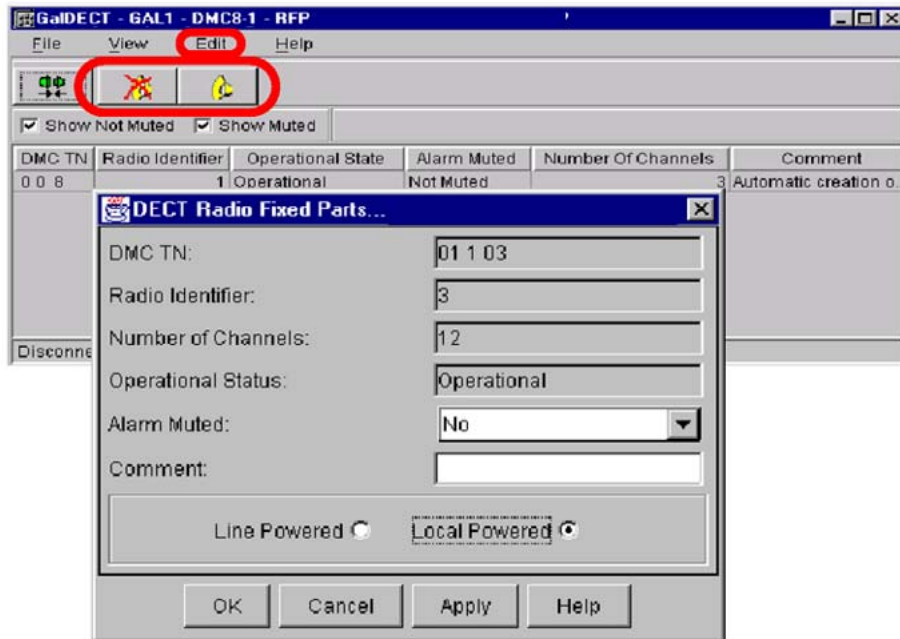 GalDECT - GAL1 - DMC8-1 - RFP
File View Edit Help
Show Not Muted Show Muted
DMC TN Radio Identifier Operational State Alarm Muted Number Of Channels Comment
0 0 8 1 Operational Not Muted 3 Automatic creation o.
DECT Radio Fixed Parts...
DMC TN: 01 1 03
Radio Identifier: 3
Number of Channels: 12
Disconne
Operational Status: Operational
Alarm Muted: No
Comment:
Line Powered Local Powered
OK Cancel Apply Help